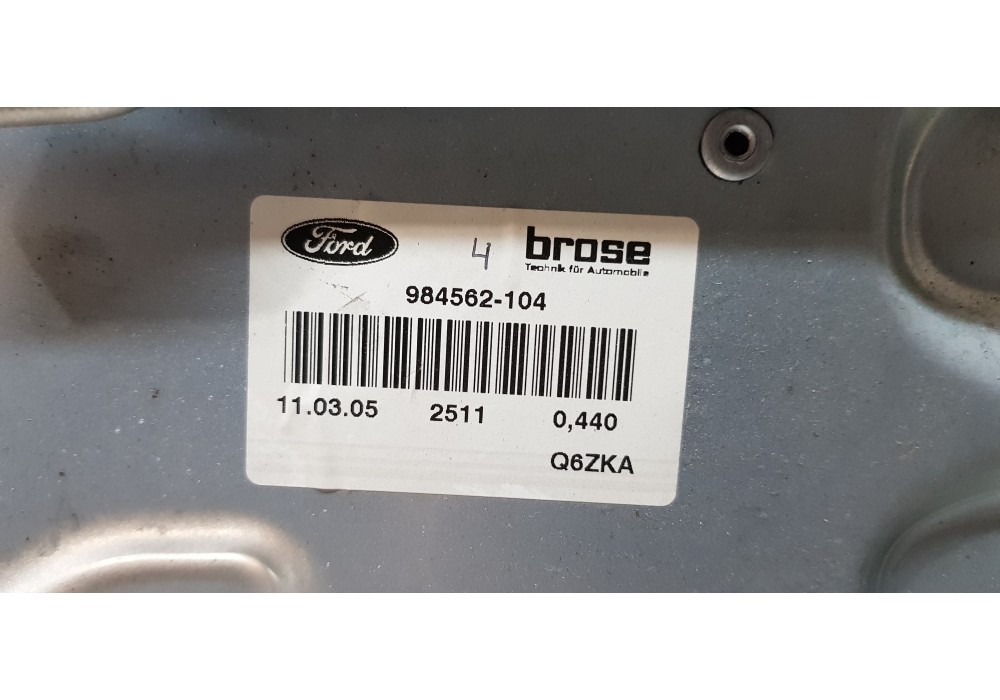 Ford 4 brose
Technik für Automobile
984562-104
11.03.05 2511 0,440
Q6ZKA